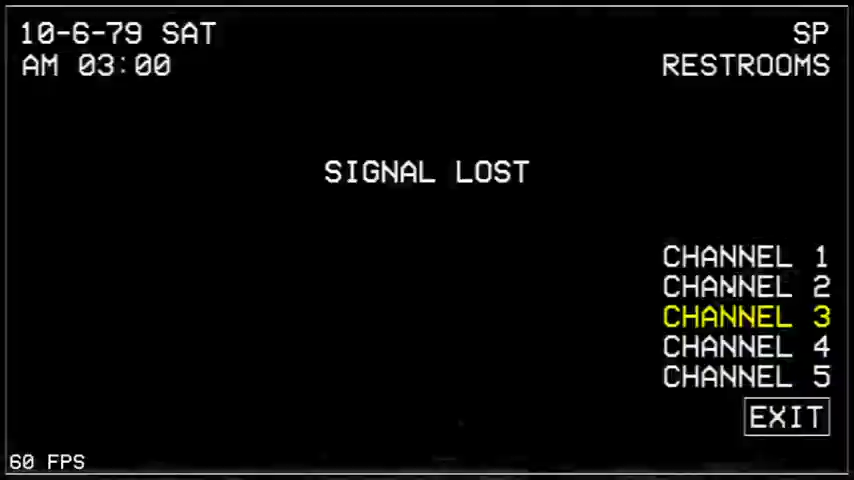 10-6-79 SAT
AM 03:00
SP
RESTROOMS
SIGNAL LOST
CHANNEL 1
CHANNEL 2
CHANNEL 3
CHANNEL 4
CHANNEL 5
EXIT
60 FPS